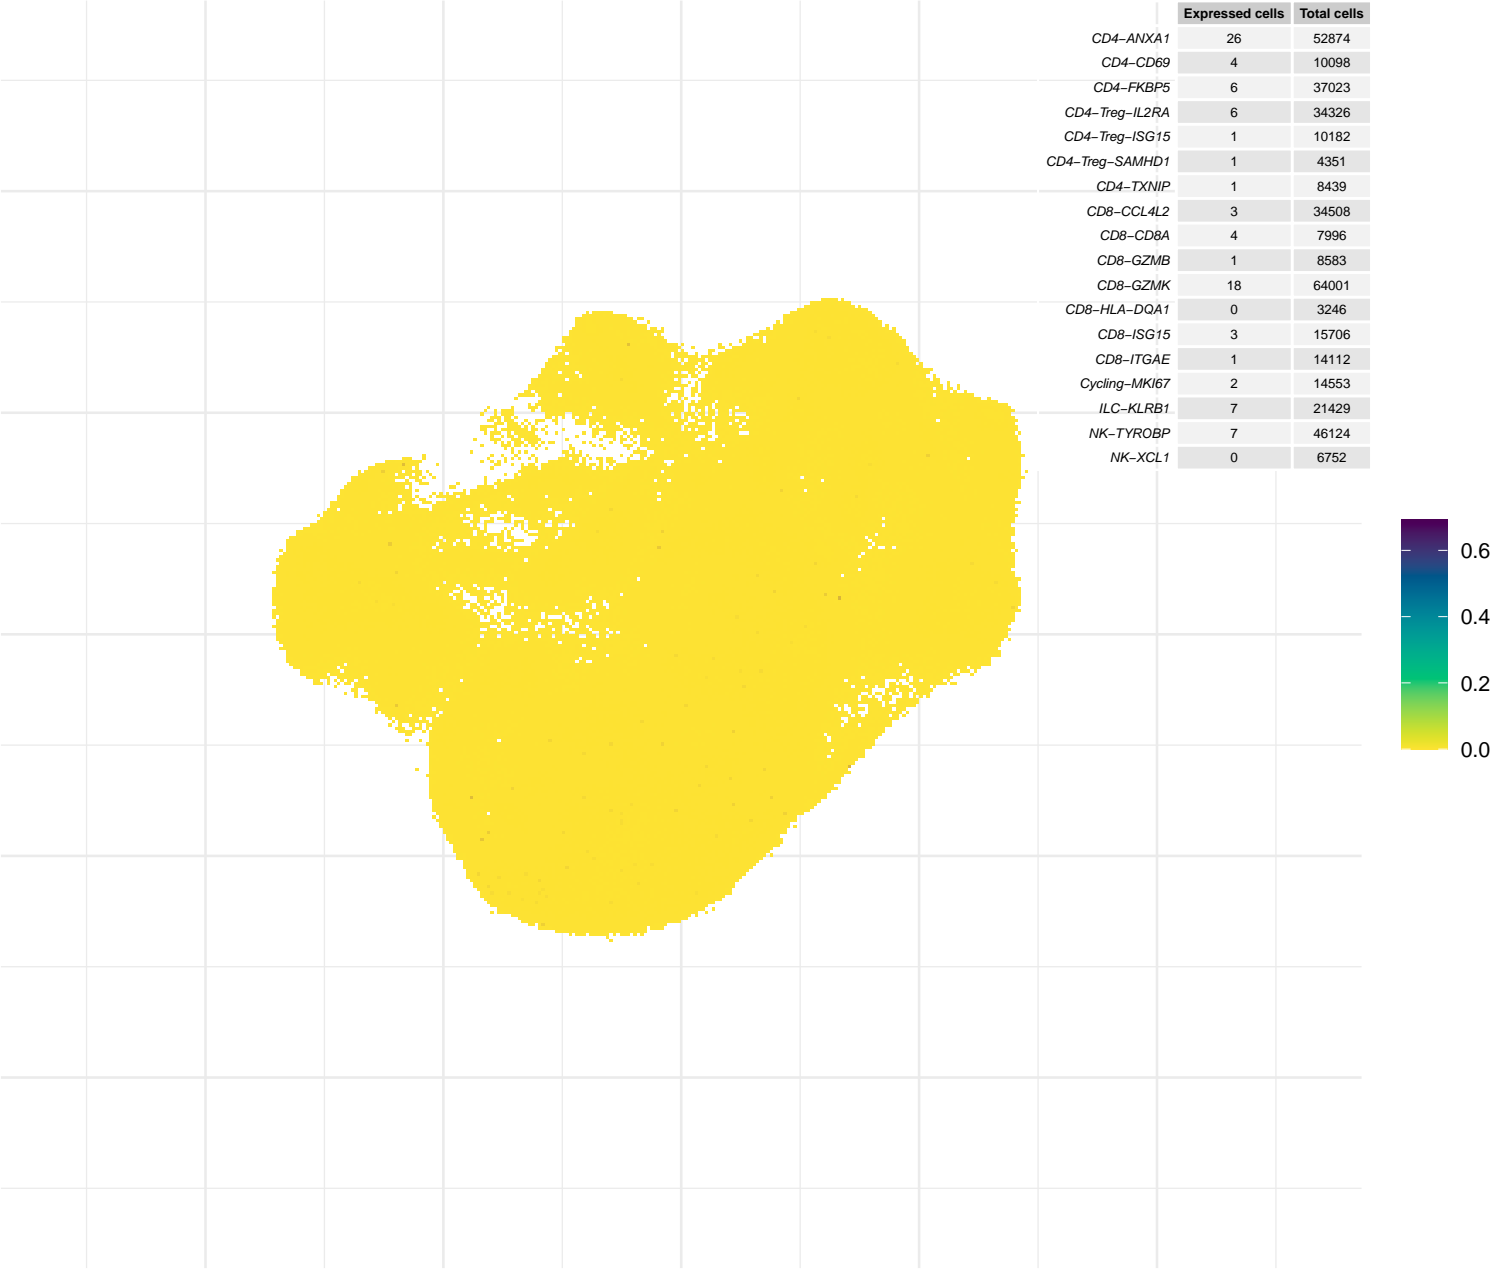 Expressed cells Total cells
CD4−ANXA1 26 52874
CD4−CD69 4 10098
CD4−FKBP5 6 37023
CD4−Treg−IL2RA 6 34326
CD4−Treg−ISG15 1 10182
CD4−Treg−SAMHD1 1 4351
CD4−TXNIP 1 8439
CD8−CCL4L2 3 34508
CD8−CD8A 4 7996
CD8−GZMB 1 8583
CD8−GZMK 18 64001
CD8−HLA−DQA1 0 3246
CD8−ISG15 3 15706
CD8−ITGAE 1 14112
Cycling−MKI67 2 14553
ILC−KLRB1 7 21429
NK−TYROBP 7 46124
NK−XCL1 0 6752
0.6
0.4
0.2
0.0